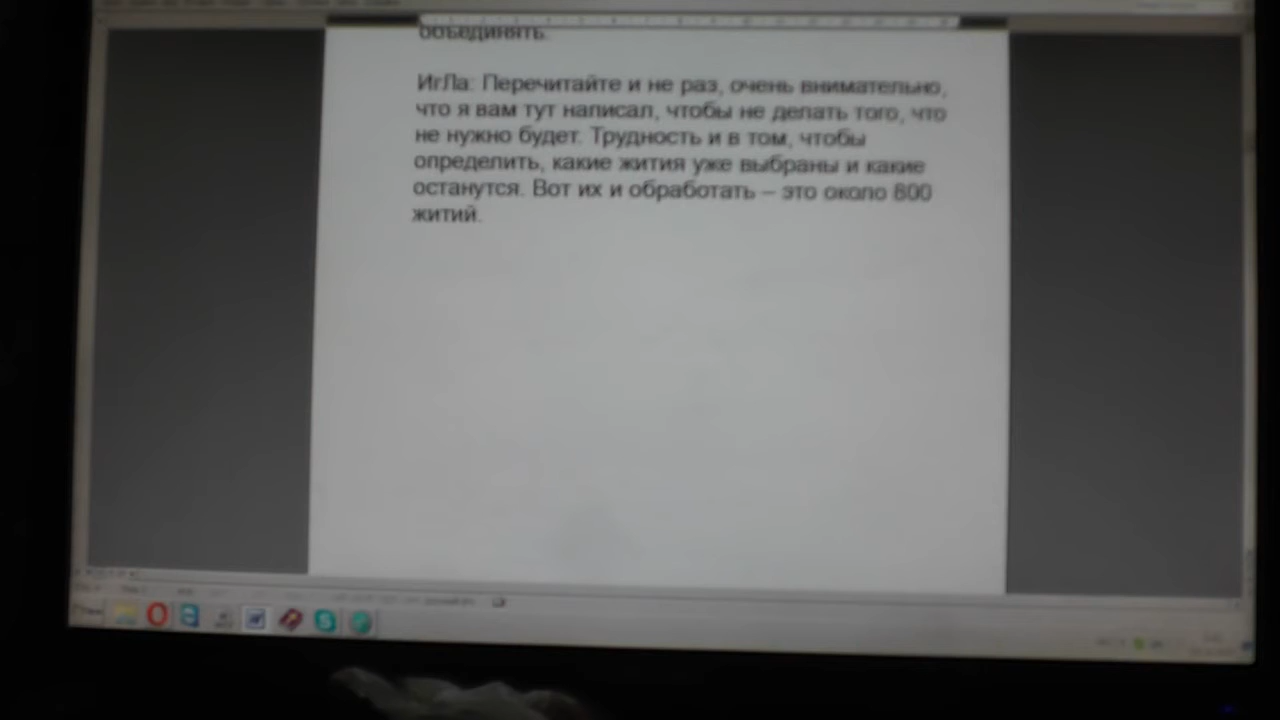 объединять.
ИгЛа: Перечитайте и не раз, очень внимательно,
что я вам тут написал, чтобы не делать того, что
не нужно будет. Трудность и в том, чтобы
определить, какие жития уже выбраны и какие
останутся. Вот их и обработать – это около 800
житий.